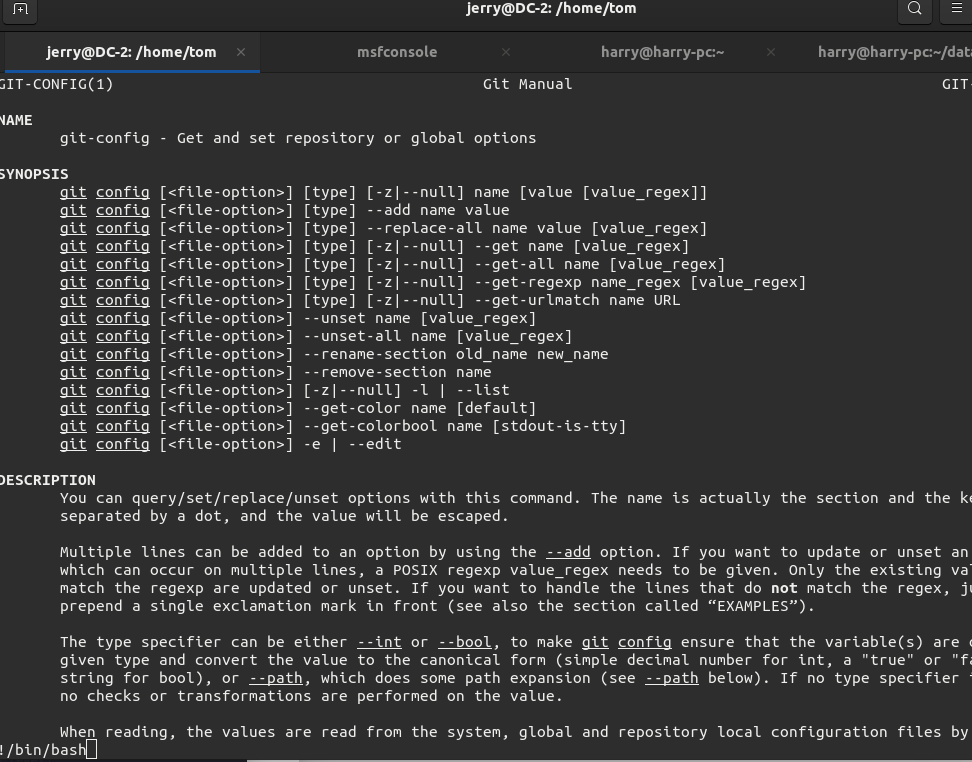 jerry@DC-2: /home/tom
jerry@DC-2: /home/tom × msfconsole × harry@harry-pc:~ × harry@harry-pc:~/data
GIT-CONFIG(1) Git Manual GIT-
NAME
git-config - Get and set repository or global options
SYNOPSIS
git config [<file-option>] [type] [-z|--null] name [value [value_regex]]
git config [<file-option>] [type] --add name value
git config [<file-option>] [type] --replace-all name value [value_regex]
git config [<file-option>] [type] [-z|--null] --get name [value_regex]
git config [<file-option>] [type] [-z|--null] --get-all name [value_regex]
git config [<file-option>] [type] [-z|--null] --get-regexp name_regex [value_regex]
git config [<file-option>] [type] [-z|--null] --get-urlmatch name URL
git config [<file-option>] --unset name [value_regex]
git config [<file-option>] --unset-all name [value_regex]
git config [<file-option>] --rename-section old_name new_name
git config [<file-option>] --remove-section name
git config [<file-option>] [-z|--null] -l | --list
git config [<file-option>] --get-color name [default]
git config [<file-option>] --get-colorbool name [stdout-is-tty]
git config [<file-option>] -e | --edit
DESCRIPTION
You can query/set/replace/unset options with this command. The name is actually the section and the ke
separated by a dot, and the value will be escaped.
Multiple lines can be added to an option by using the --add option. If you want to update or unset an
which can occur on multiple lines, a POSIX regexp value_regex needs to be given. Only the existing val
match the regexp are updated or unset. If you want to handle the lines that do not match the regex, ju
prepend a single exclamation mark in front (see also the section called “EXAMPLES”).
The type specifier can be either --int or --bool, to make git config ensure that the variable(s) are
given type and convert the value to the canonical form (simple decimal number for int, a "true" or "fa
string for bool), or --path, which does some path expansion (see --path below). If no type specifier
no checks or transformations are performed on the value.
When reading, the values are read from the system, global and repository local configuration files by
!/bin/bash